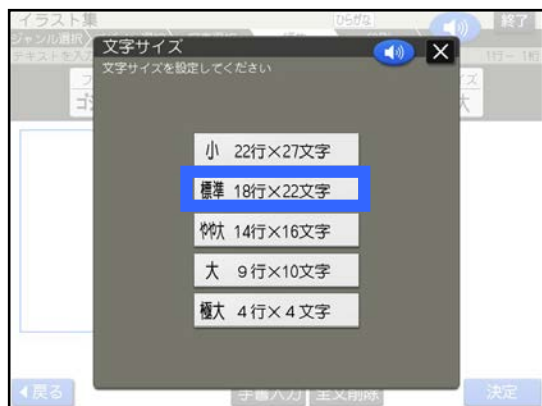 イラスト集
ひらがな
終了
ジャンル選択
テキストを入力
1行- 1桁
文字サイズ
文字サイズを設定してください
小 22行×27文字
標準 18行×22文字
やや大 14行×16文字
大 9行×10文字
極大 4行×4文字
戻る
手書入力 全文削除
決定